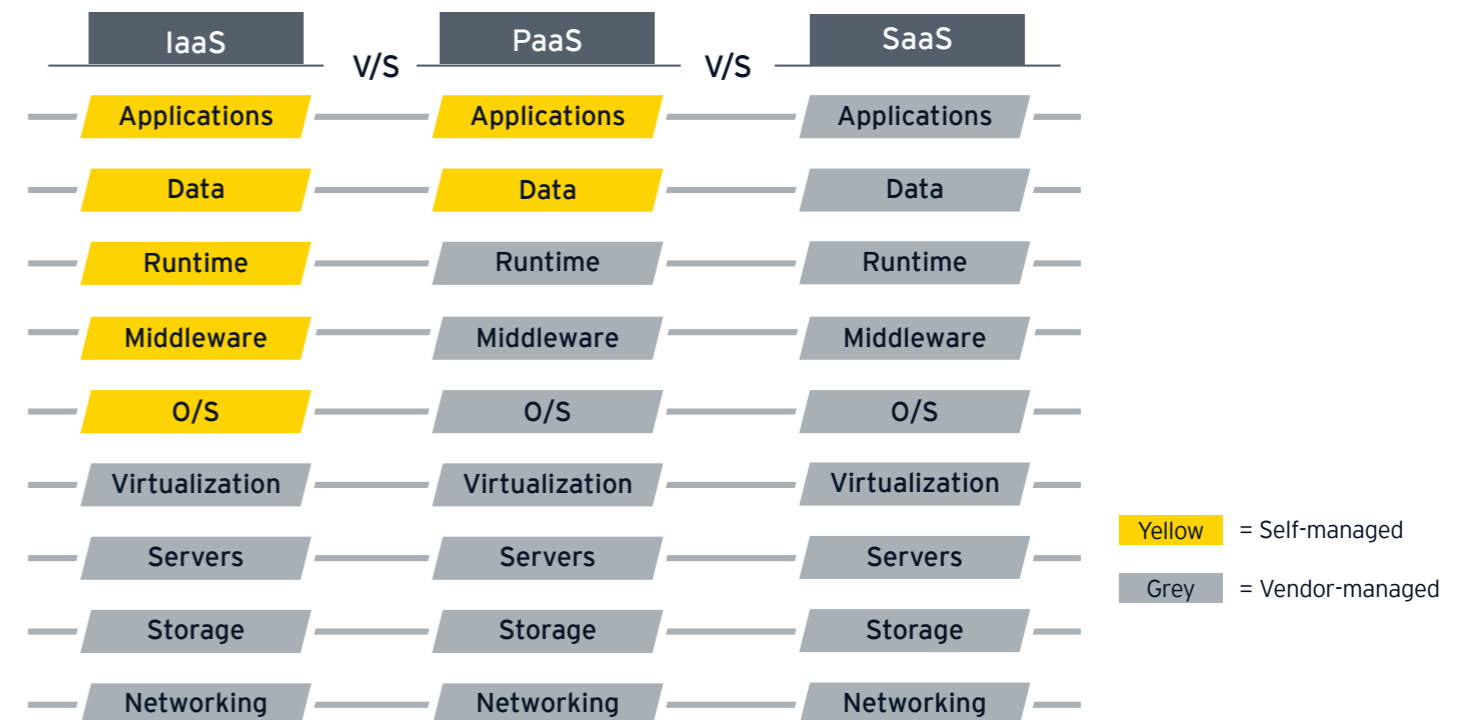 IaaS V/S PaaS V/S SaaS
Applications Applications Applications
Data Data Data
Runtime Runtime Runtime
Middleware Middleware Middleware
O/S O/S O/S
Virtualization Virtualization Virtualization
Servers Servers Servers
Storage Storage Storage
Networking Networking Networking
Yellow = Self-managed
Grey = Vendor-managed